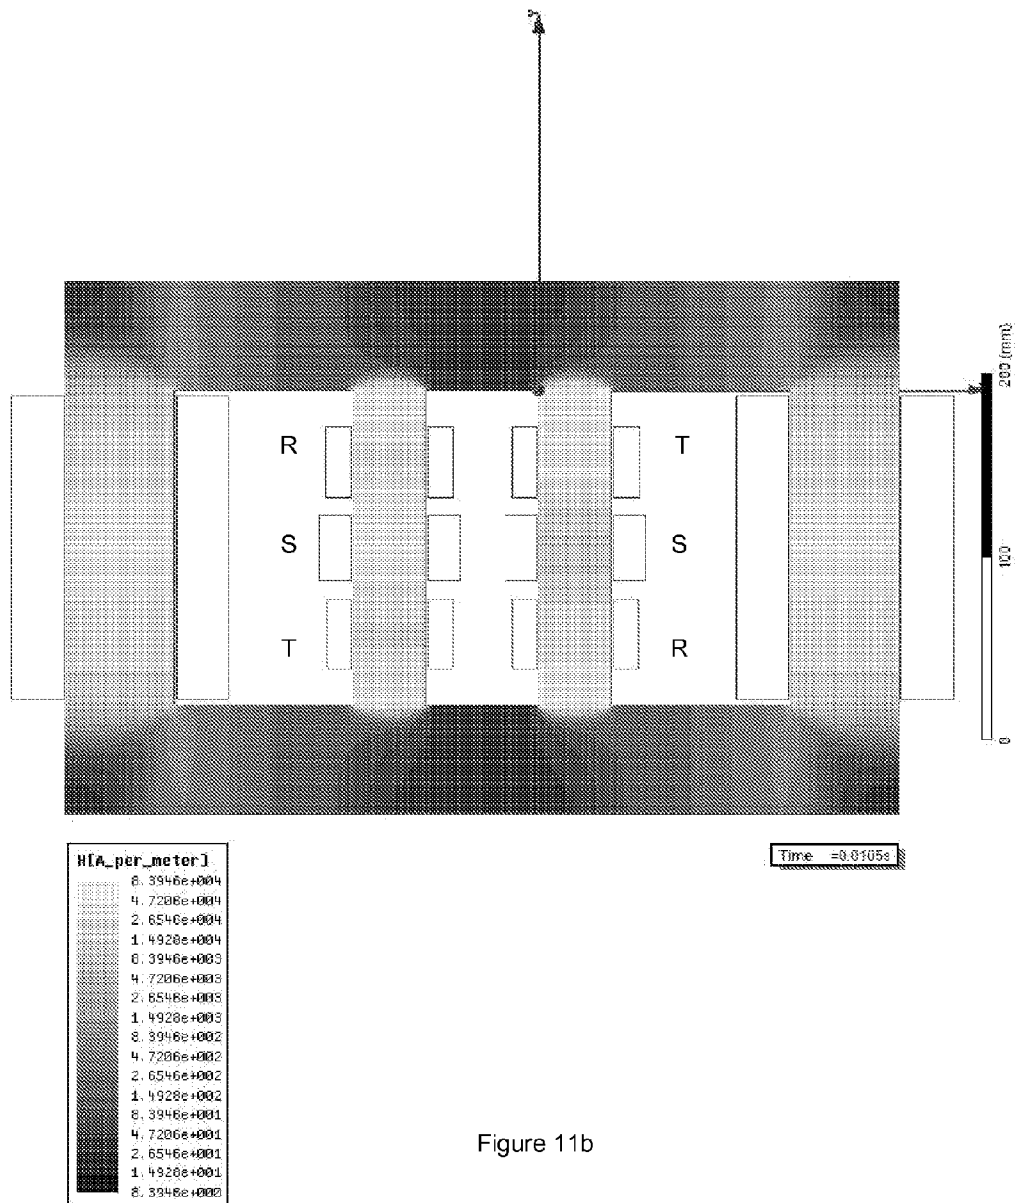 Y
200 (mm)
R
T
S
S
100
T
R
0
H[A_per_meter]
8.3946e+004
4.7206e+004
2.6546e+004
1.4928e+004
8.3946e+003
4.7206e+003
2.6546e+003
1.4928e+003
8.3946e+002
4.7206e+002
2.6546e+002
1.4928e+002
8.3946e+001
4.7206e+001
2.6546e+001
1.4928e+001
8.3946e+000
Time =0.0105s
Figure 11b